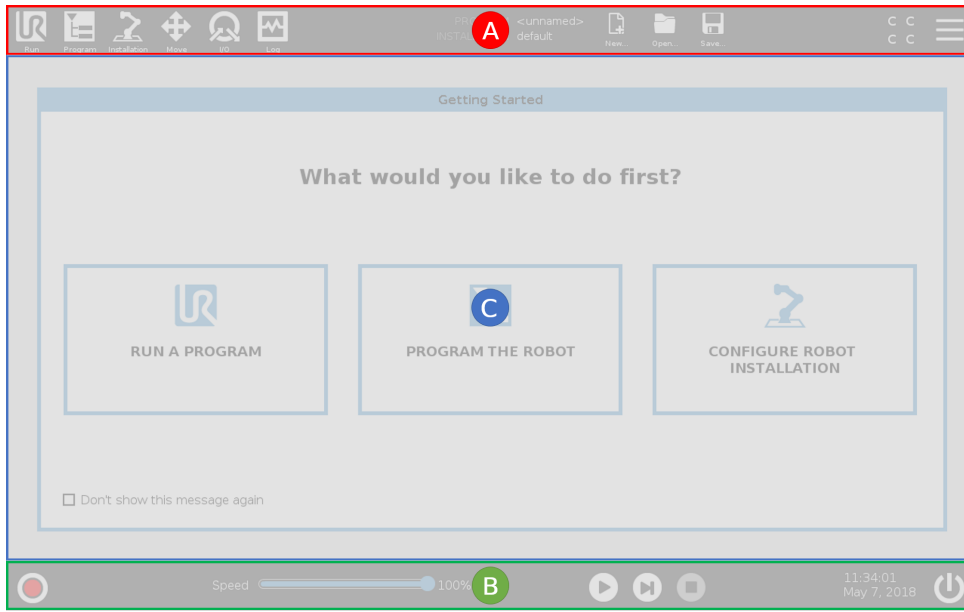 <unnamed>
default
A
Run Program Installation Move I/O Log
New... Open... Save...
C C
C C
Getting Started
What would you like to do first?
C
RUN A PROGRAM
PROGRAM THE ROBOT
CONFIGURE ROBOT
INSTALLATION
Don't show this message again
Speed 100%
B
11:34:01
May 7, 2018